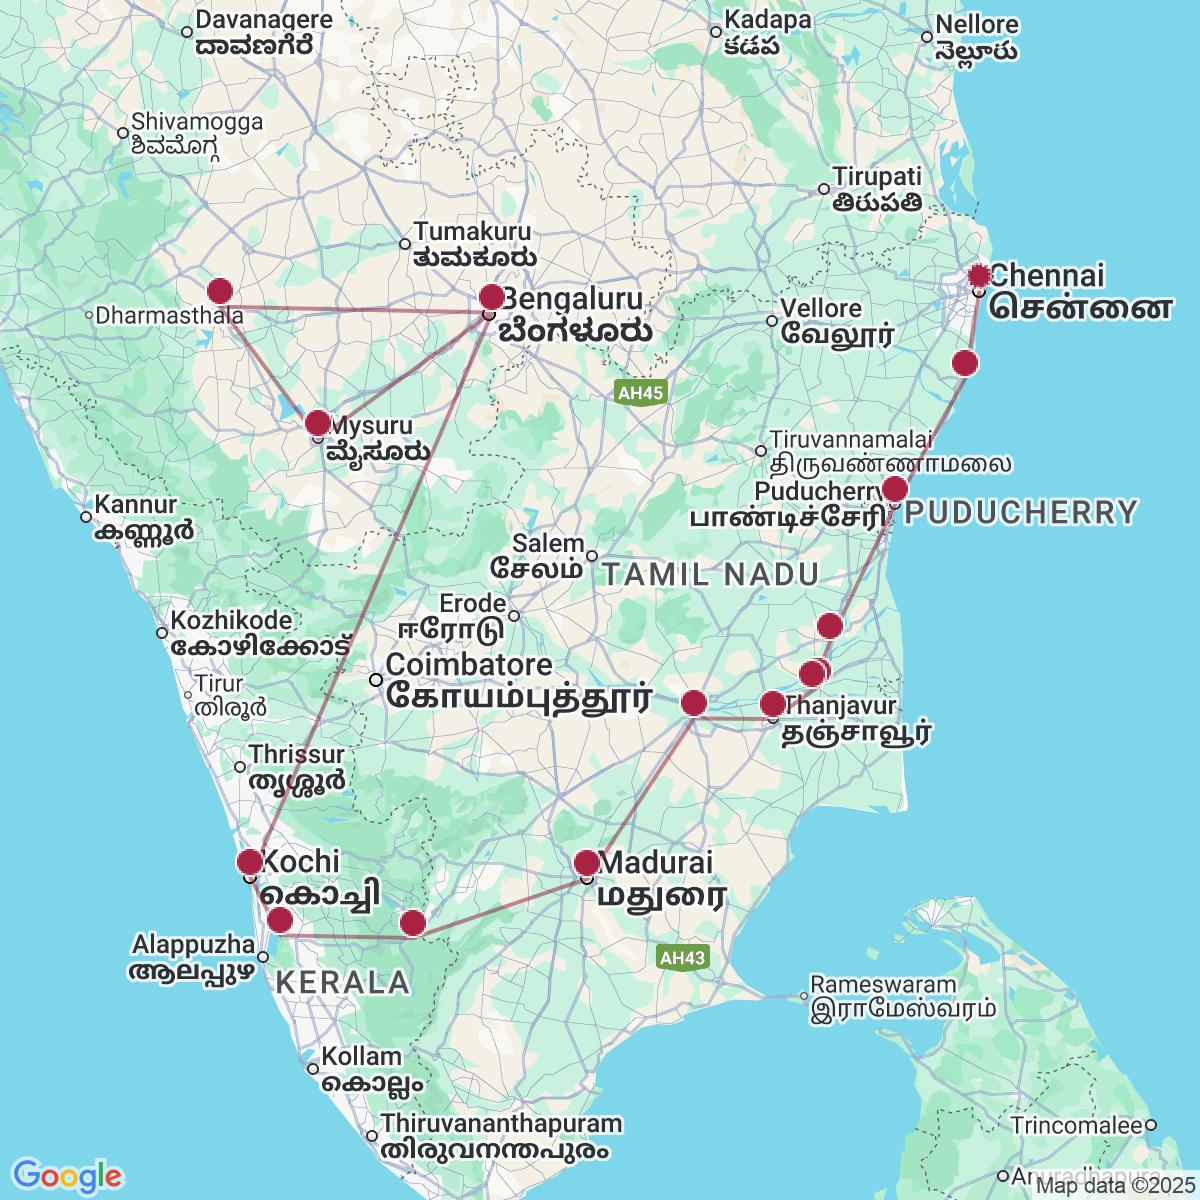 Davanagere
ದಾವಣಗೆರೆ
Kadapa
కడప
Nellore
నెల్లూరు
Shivamogga
ಶಿವಮೊಗ್ಗ
Tirupati
తిరుపతి
Tumakuru
ತುಮಕೂರು
Chennai
சென்னை
Bengaluru
ಬೆಂಗಳೂರು
Dharmasthala
Vellore
வேலூர்
AH45
Mysuru
ಮೈಸೂರು
Tiruvannamalai
திருவண்ணாமலை
Kannur
കണ്ണൂർ
Puducherry
பாண்டிச்சேரி
PUDUCHERRY
Salem
சேலம்
TAMIL NADU
Erode
ஈரோடு
Kozhikode
കോഴിക്കോട്
Coimbatore
கோயம்புத்தூர்
Tirur
തിരൂർ
Thanjavur
தஞ்சாவூர்
Thrissur
തൃശ്ശൂർ
Kochi
കൊച്ചി
Madurai
மதுரை
Alappuzha
ആലപ്പുഴ
AH43
KERALA
Rameswaram
இராமேஸ்வரம்
Kollam
കൊല്ലം
Thiruvananthapuram
തിരുവനന്തപുരം
Trincomalee
Anuradhapura
Google
Map data ©2025